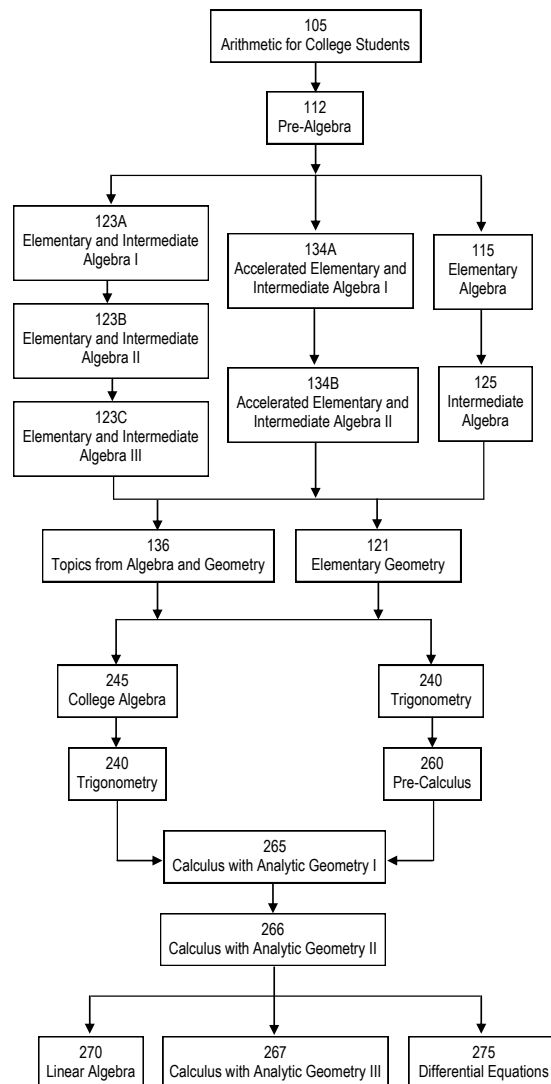 105
Arithmetic for College Students
112
Pre-Algebra
123A
Elementary and Intermediate
Algebra I
134A
Accelerated Elementary and
Intermediate Algebra I
115
Elementary
Algebra
123B
Elementary and Intermediate
Algebra II
134B
Accelerated Elementary and
Intermediate Algebra II
125
Intermediate
Algebra
123C
Elementary and Intermediate
Algebra III
136
Topics from Algebra and Geometry
121
Elementary Geometry
245
College Algebra
240
Trigonometry
240
Trigonometry
260
Pre-Calculus
265
Calculus with Analytic Geometry I
266
Calculus with Analytic Geometry II
270
Linear Algebra
267
Calculus with Analytic Geometry III
275
Differential Equations